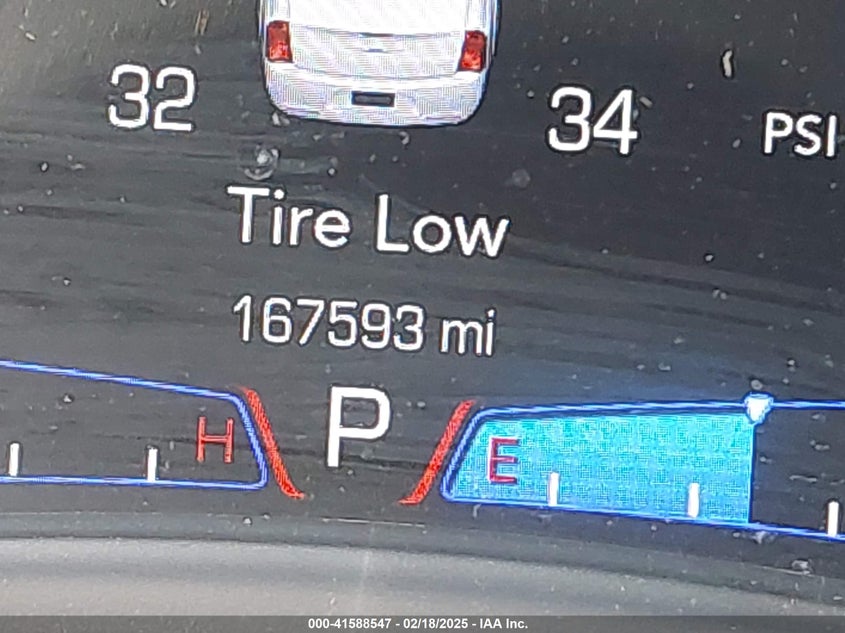 32 34 PSI
Tire Low
167593 mi
H P E
000-41588547 - 02/18/2025 - IAA Inc.